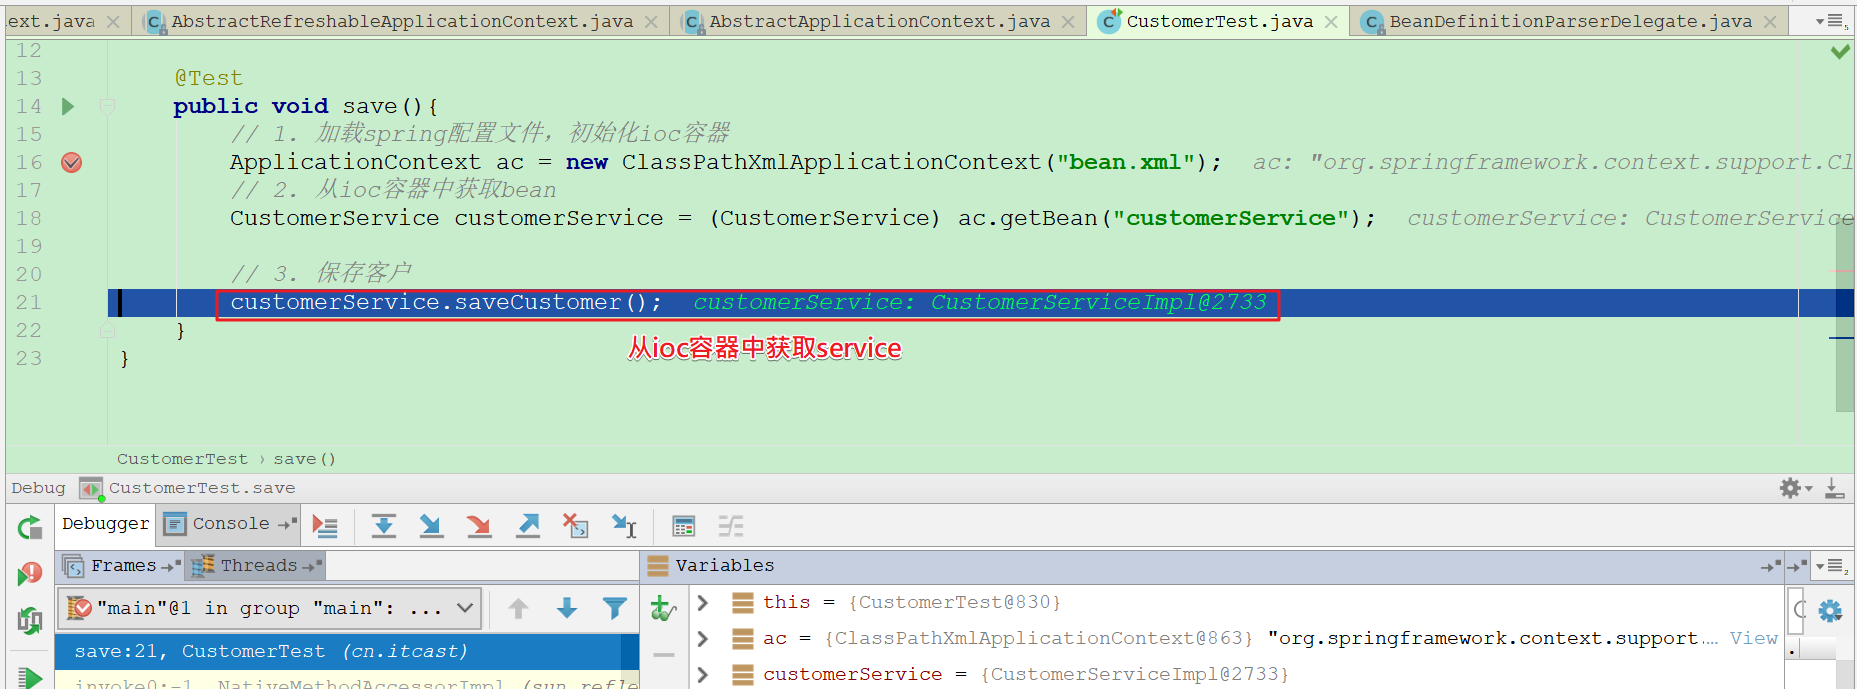 ext.java AbstractRefreshableApplicationContext.java AbstractApplicationContext.java CustomerTest.java BeanDefinitionParserDelegate.java
12
13 @Test
14 public void save(){
15 // 1. 加载spring配置文件，初始化ioc容器
16 ApplicationContext ac = new ClassPathXmlApplicationContext("bean.xml"); ac: "org.springframework.context.support.Cl
17 // 2. 从ioc容器中获取bean
18 CustomerService customerService = (CustomerService) ac.getBean("customerService"); customerService: CustomerService
19
20 // 3. 保存客户
21 customerService.saveCustomer(); customerService: CustomerServiceImpl@2733
22 }
从ioc容器中获取service
23 }
CustomerTest › save()
Debug CustomerTest.save
Debugger Console
Frames Threads Variables
"main"@1 in group "main": ... this = {CustomerTest@830}
ac = {ClassPathXmlApplicationContext@863} "org.springframework.context.support.... View
save:21, CustomerTest (cn.itcast)
customerService = {CustomerServiceImpl@2733}
invoke0:-1, NativeMethodAccessorImpl (sun.refle